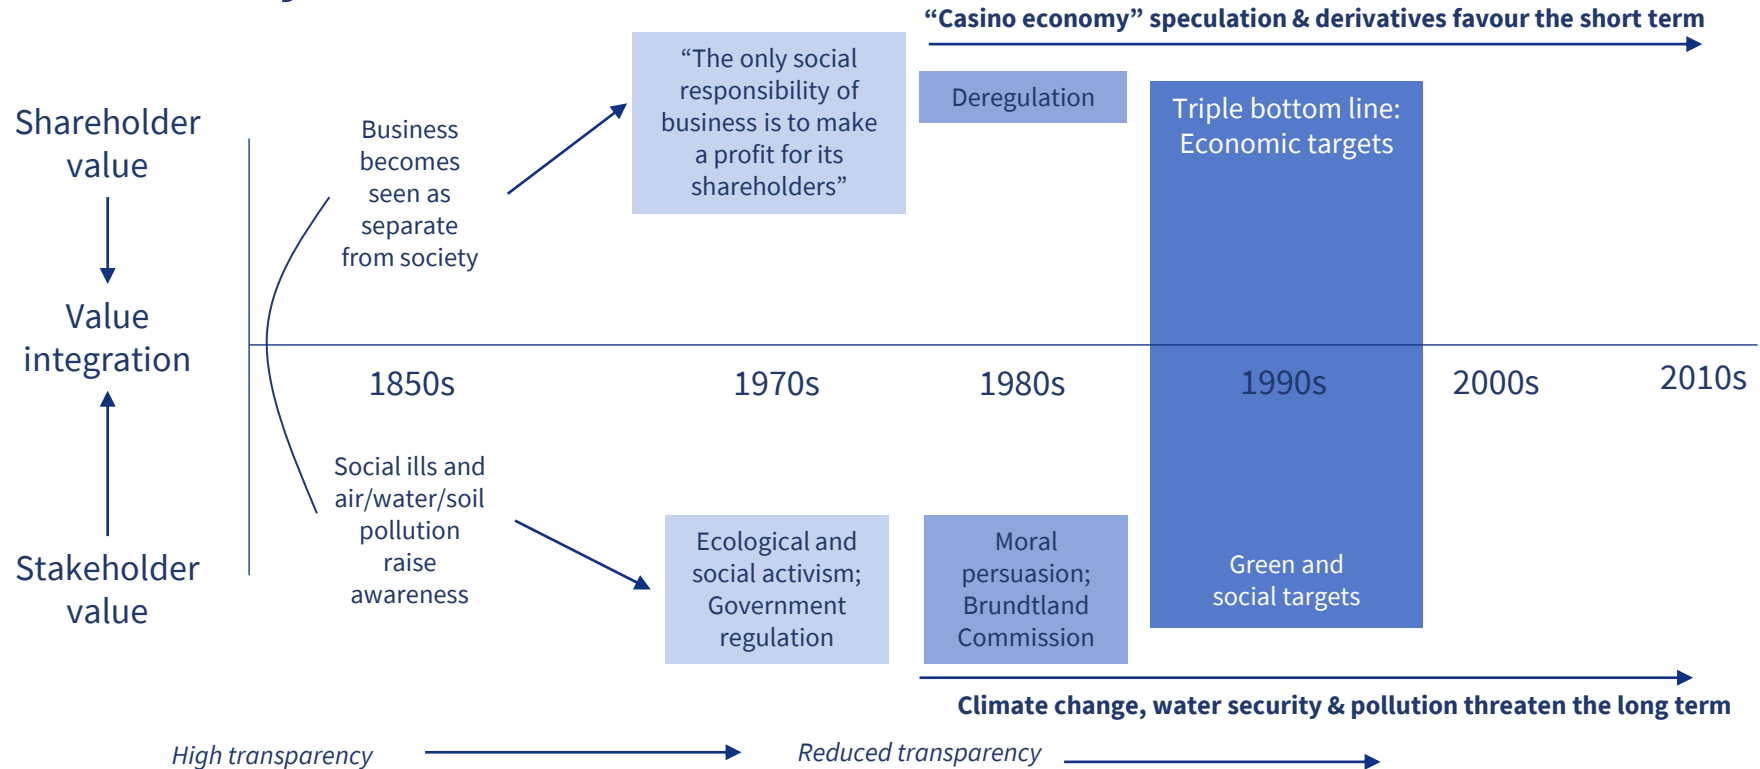 “Casino economy” speculation & derivatives favour the short term
Shareholder
value
Value
integration
Stakeholder
value
Business
becomes
seen as
separate
from society
“The only social
responsibility of
business is to make
a profit for its
shareholders”
Deregulation
Triple bottom line:
Economic targets
1850s
1970s
1980s
1990s
2000s
2010s
Social ills and
air/water/soil
pollution
raise
awareness
Ecological and
social activism;
Government
regulation
Moral
persuasion;
Brundtland
Commission
Green and
social targets
Climate change, water security & pollution threaten the long term
High transparency
Reduced transparency